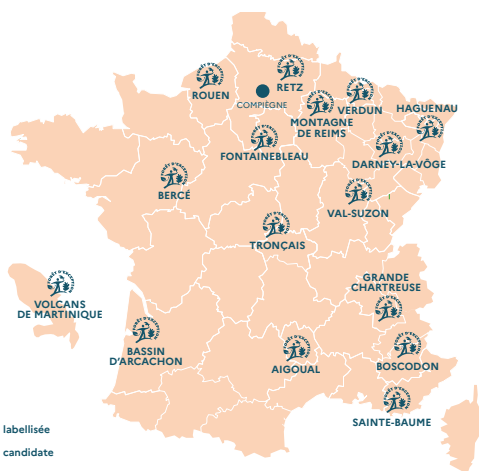 RETZ
ROUEN
COMPIÈGNE
MONTAGNE
DE REIMS
VERDUN
HAGUENAU
FONTAINEBLEAU
DARNEY-LA-VÔGE
BERCÉ
VAL-SUZON
TRONÇAIS
GRANDE
CHARTREUSE
VOLCANS
DE MARTINIQUE
BASSIN
D'ARCACHON
AIGOUAL
BOSCODON
SAINTE-BAUME
labellisée
candidate